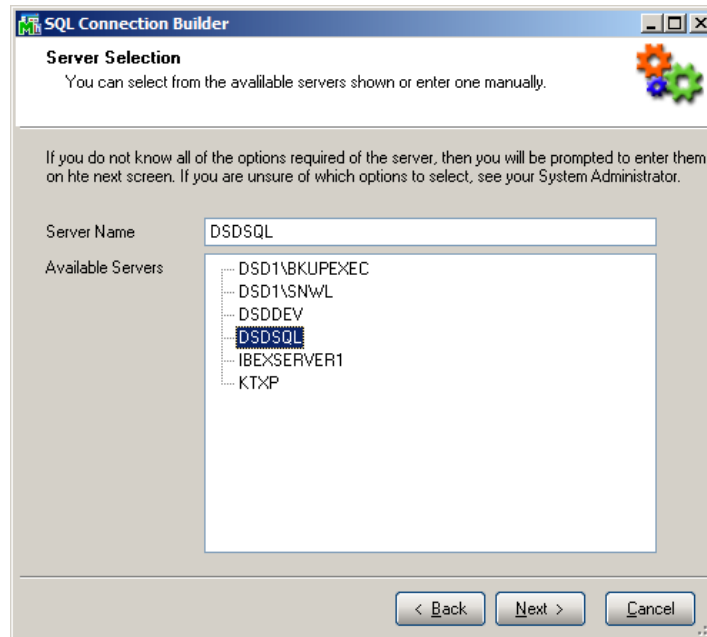 SQL Connection Builder
Server Selection
You can select from the avalilable servers shown or enter one manually.
If you do not know all of the options required of the server, then you will be prompted to enter them
on hte next screen. If you are unsure of which options to select, see your System Administrator.
Server Name
DSDSQL
Available Servers
DSD1\BKUPEXEC
DSD1\SNWL
DSDDEV
DSDSQL
IBEXSERVER1
KTXP
< Back
Next >
Cancel